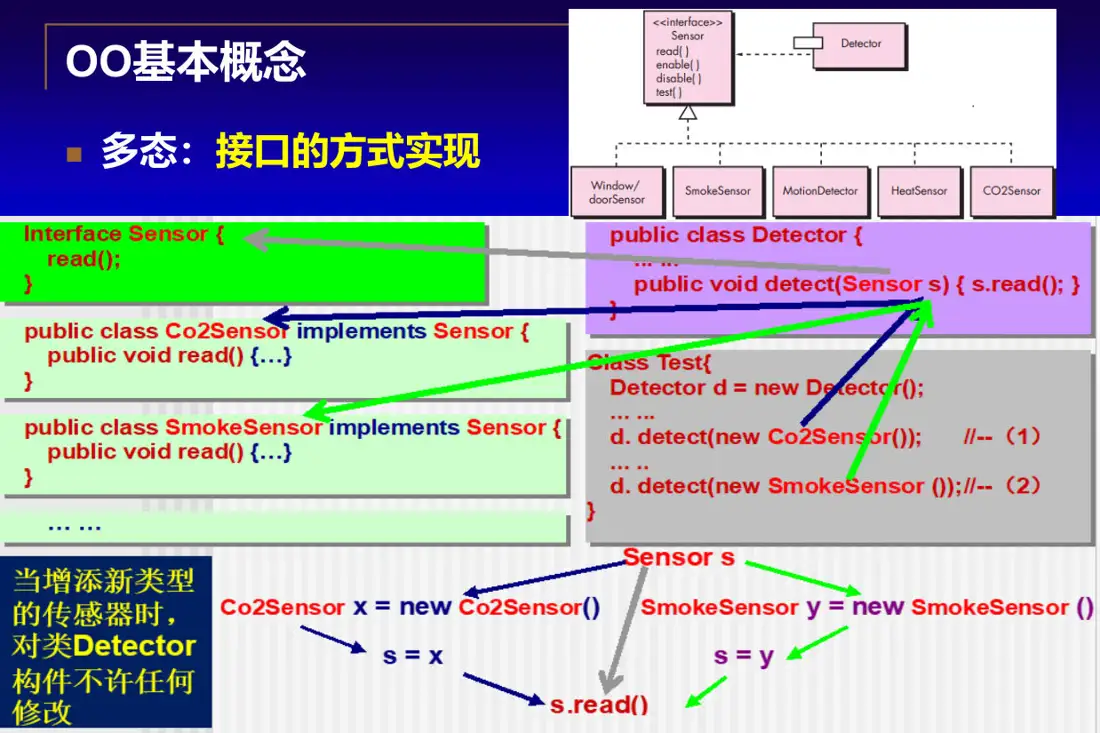 OO基本概念
多态：接口的方式实现
<<interface>>
Sensor
read( )
enable( )
disable( )
test( )
Detector
Window/
doorSensor
SmokeSensor
MotionDetector
HeatSensor
CO2Sensor
Interface Sensor {
read();
}
public class Co2Sensor implements Sensor {
public void read() {…}
}
public class SmokeSensor implements Sensor {
public void read() {…}
}
… …
public class Detector {
... ...
public void detect(Sensor s) { s.read(); }
}
Class Test{
Detector d = new Detector();
... ...
d. detect(new Co2Sensor()); //--（1）
... ..
d. detect(new SmokeSensor ());//--（2）
}
当增添新类型
的传感器时，
对类Detector
构件不许任何
修改
Sensor s
Co2Sensor x = new Co2Sensor()
SmokeSensor y = new SmokeSensor ()
s = x
s = y
s.read()